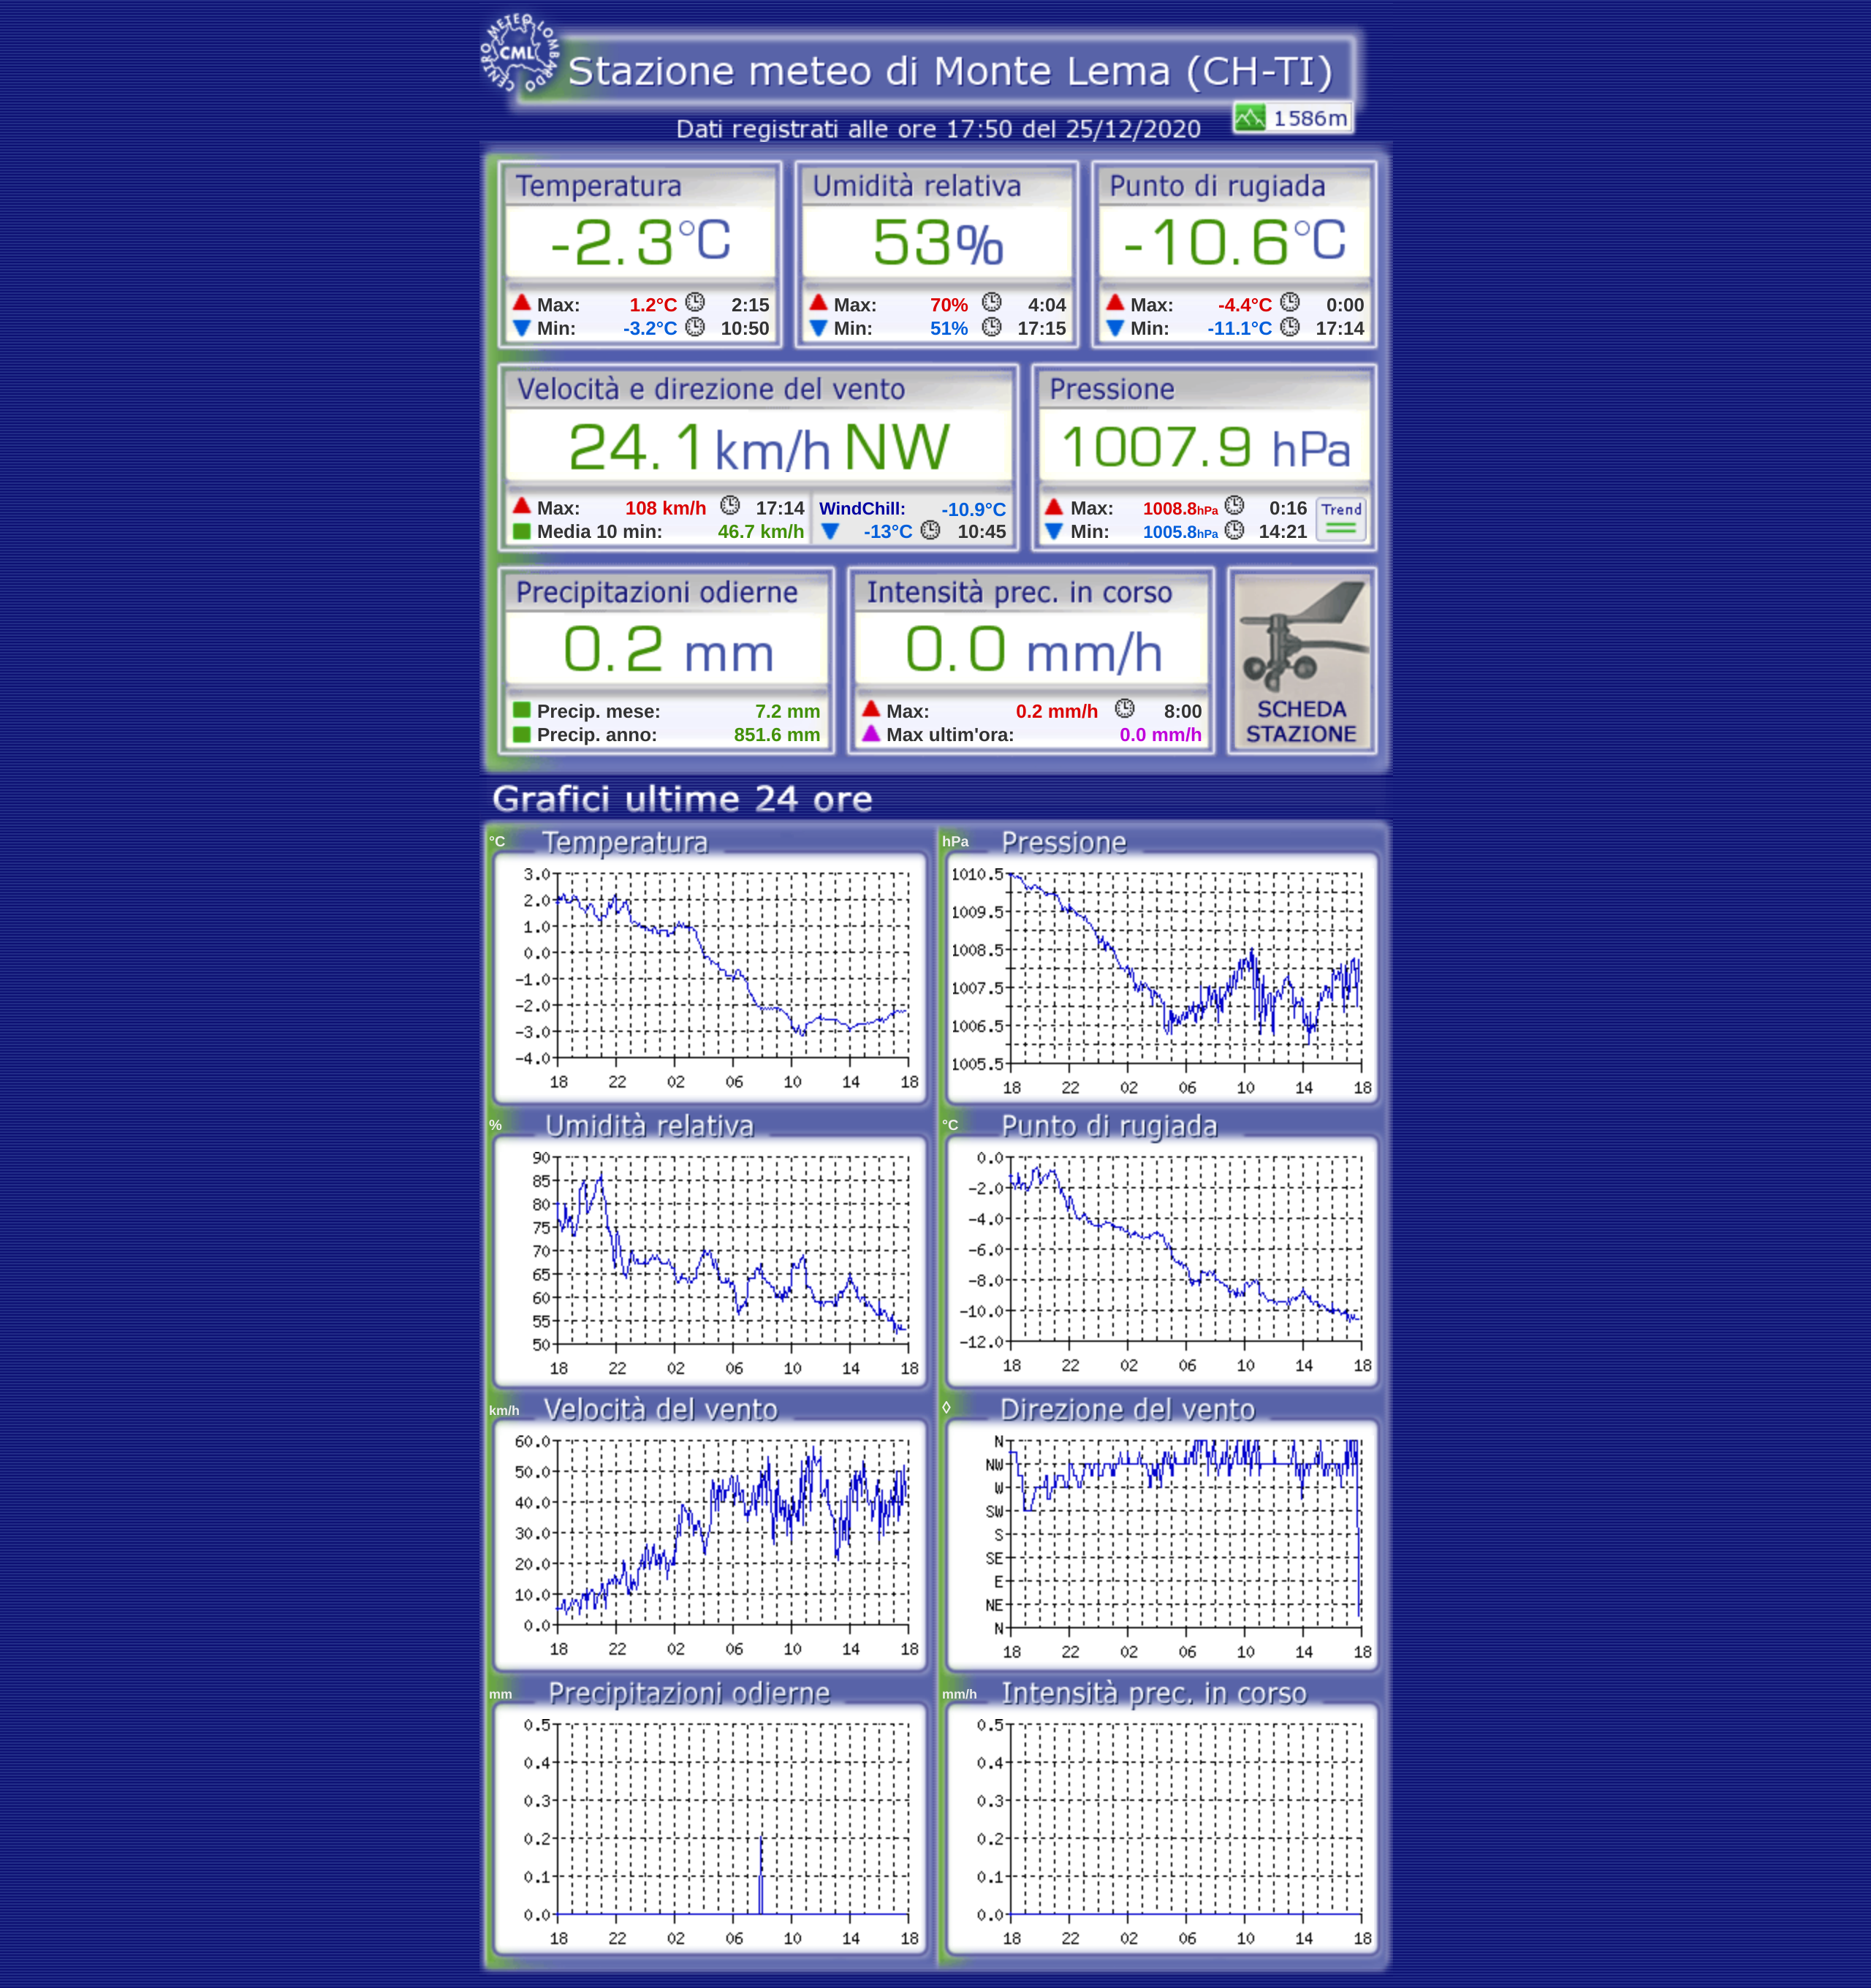 CENTRO METEO LOMBARDO
CML
Stazione meteo di Monte Lema (CH-TI)
1586m
Dati registrati alle ore 17:50 del 25/12/2020
Temperatura Umidità relativa Punto di rugiada
-2.3°C 53% -10.6°C
Max: 1.2°C 2:15 Max: 70% 4:04 Max: -4.4°C 0:00
Min: -3.2°C 10:50 Min: 51% 17:15 Min: -11.1°C 17:14
Velocità e direzione del vento Pressione
24.1 km/h NW 1007.9 hPa
Max: 108 km/h 17:14 WindChill: -10.9°C Max: 1008.8hPa 0:16 Trend
Media 10 min: 46.7 km/h -13°C 10:45 Min: 1005.8hPa 14:21
Precipitazioni odierne Intensità prec. in corso
0.2 mm 0.0 mm/h
Precip. mese: 7.2 mm Max: 0.2 mm/h 8:00 SCHEDA
Precip. anno: 851.6 mm Max ultim'ora: 0.0 mm/h STAZIONE
Grafici ultime 24 ore
°C Temperatura
3.0
2.0
1.0
0.0
-1.0
-2.0
-3.0
-4.0
18 22 02 06 10 14 18
hPa Pressione
1010.5
1009.5
1008.5
1007.5
1006.5
1005.5
18 22 02 06 10 14 18
% Umidità relativa
90
85
80
75
70
65
60
55
50
18 22 02 06 10 14 18
°C Punto di rugiada
0.0
-2.0
-4.0
-6.0
-8.0
-10.0
-12.0
18 22 02 06 10 14 18
km/h Velocità del vento
60.0
50.0
40.0
30.0
20.0
10.0
0.0
18 22 02 06 10 14 18
◊ Direzione del vento
N
NW
W
SW
S
SE
E
NE
N
18 22 02 06 10 14 18
mm Precipitazioni odierne
0.5
0.4
0.3
0.2
0.1
0.0
18 22 02 06 10 14 18
mm/h Intensità prec. in corso
0.5
0.4
0.3
0.2
0.1
0.0
18 22 02 06 10 14 18